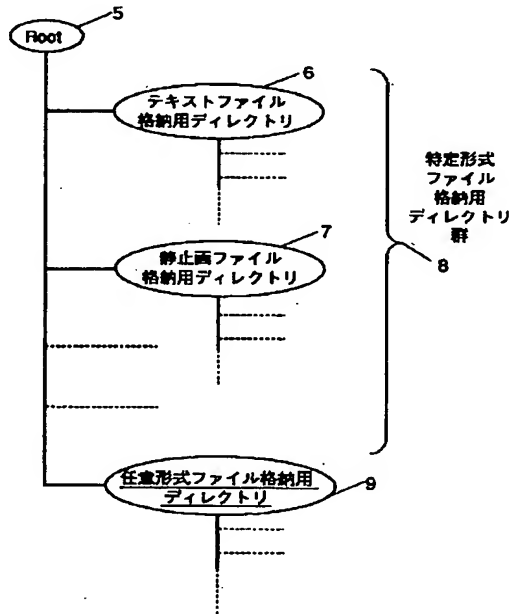 5
Root
6
テキストファイル
格納用ディレクトリ
特定形式
ファイル
格納用
ディレクトリ
群
8
7
静止画ファイル
格納用ディレクトリ
任意形式ファイル格納用
ディレクトリ
9